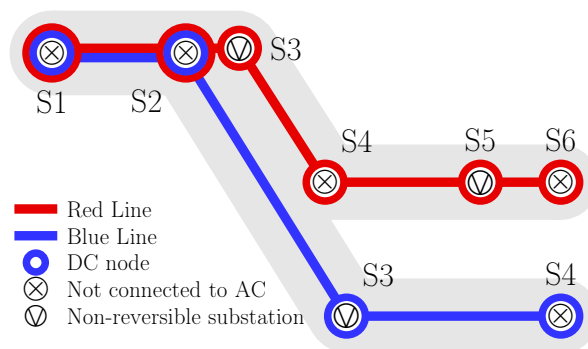 S3
S1
S2
S4
S5
S6
Red Line
Blue Line
DC node
Not connected to AC
Non-reversible substation
S3
S4